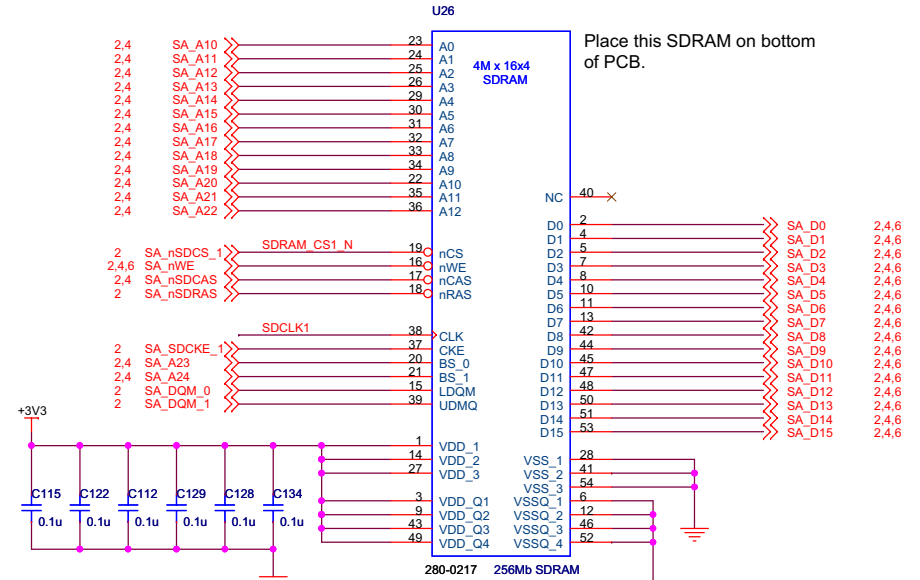 U26
Place this SDRAM on bottom
of PCB.
4M x 16x4
SDRAM
2,4 SA_A10 23 A0
2,4 SA_A11 24 A1
2,4 SA_A12 25 A2
2,4 SA_A13 26 A3
2,4 SA_A14 29 A4
2,4 SA_A15 30 A5
2,4 SA_A16 31 A6
2,4 SA_A17 32 A7
2,4 SA_A18 33 A8
2,4 SA_A19 34 A9
2,4 SA_A20 22 A10
2,4 SA_A21 35 A11
2,4 SA_A22 36 A12
NC 40
D0 2 SA_D0 2,4,6
D1 4 SA_D1 2,4,6
D2 5 SA_D2 2,4,6
D3 7 SA_D3 2,4,6
D4 8 SA_D4 2,4,6
D5 10 SA_D5 2,4,6
D6 11 SA_D6 2,4,6
D7 13 SA_D7 2,4,6
D8 42 SA_D8 2,4,6
D9 44 SA_D9 2,4,6
D10 45 SA_D10 2,4,6
D11 47 SA_D11 2,4,6
D12 48 SA_D12 2,4,6
D13 50 SA_D13 2,4,6
D14 51 SA_D14 2,4,6
D15 53 SA_D15 2,4,6
2 SA_nSDCS_1 SDRAM_CS1_N 19 nCS
2,4,6 SA_nWE 16 nWE
2,4 SA_nSDCAS 17 nCAS
2 SA_nSDRAS 18 nRAS
SDCLK1 38 CLK
2 SA_SDCKE_1 37 CKE
2,4 SA_A23 20 BS_0
2,4 SA_A24 21 BS_1
2 SA_DQM_0 15 LDQM
2 SA_DQM_1 39 UDMQ
+3V3
1 VDD_1
14 VDD_2
27 VDD_3
3 VDD_Q1
9 VDD_Q2
43 VDD_Q3
49 VDD_Q4
VSS_1 28
VSS_2 41
VSS_3 54
VSSQ_1 6
VSSQ_2 12
VSSQ_3 46
VSSQ_4 52
C115 C122 C112 C129 C128 C134
0.1u 0.1u 0.1u 0.1u 0.1u 0.1u
280-0217 256Mb SDRAM